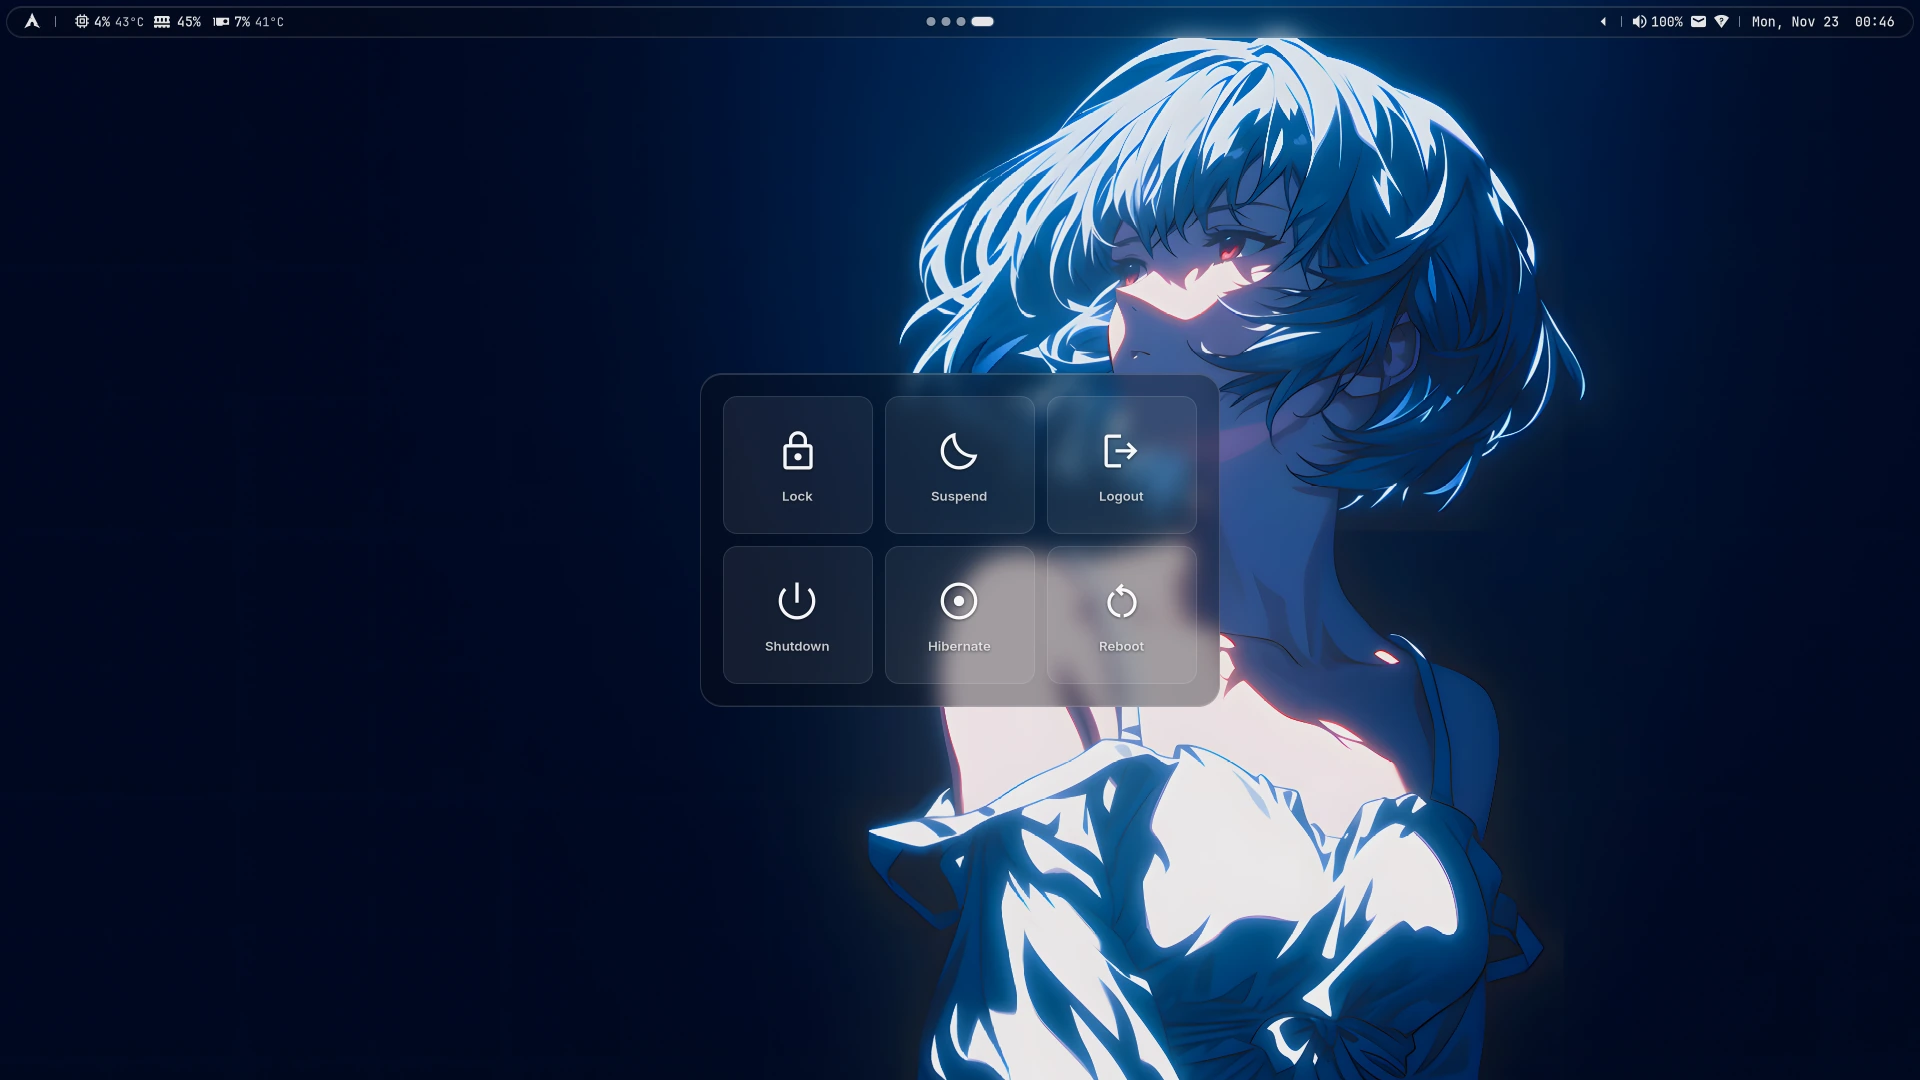 4% 43°C 45% 7% 41°C 100% Mon, Nov 23 00:46
Lock Suspend Logout
Shutdown Hibernate Reboot